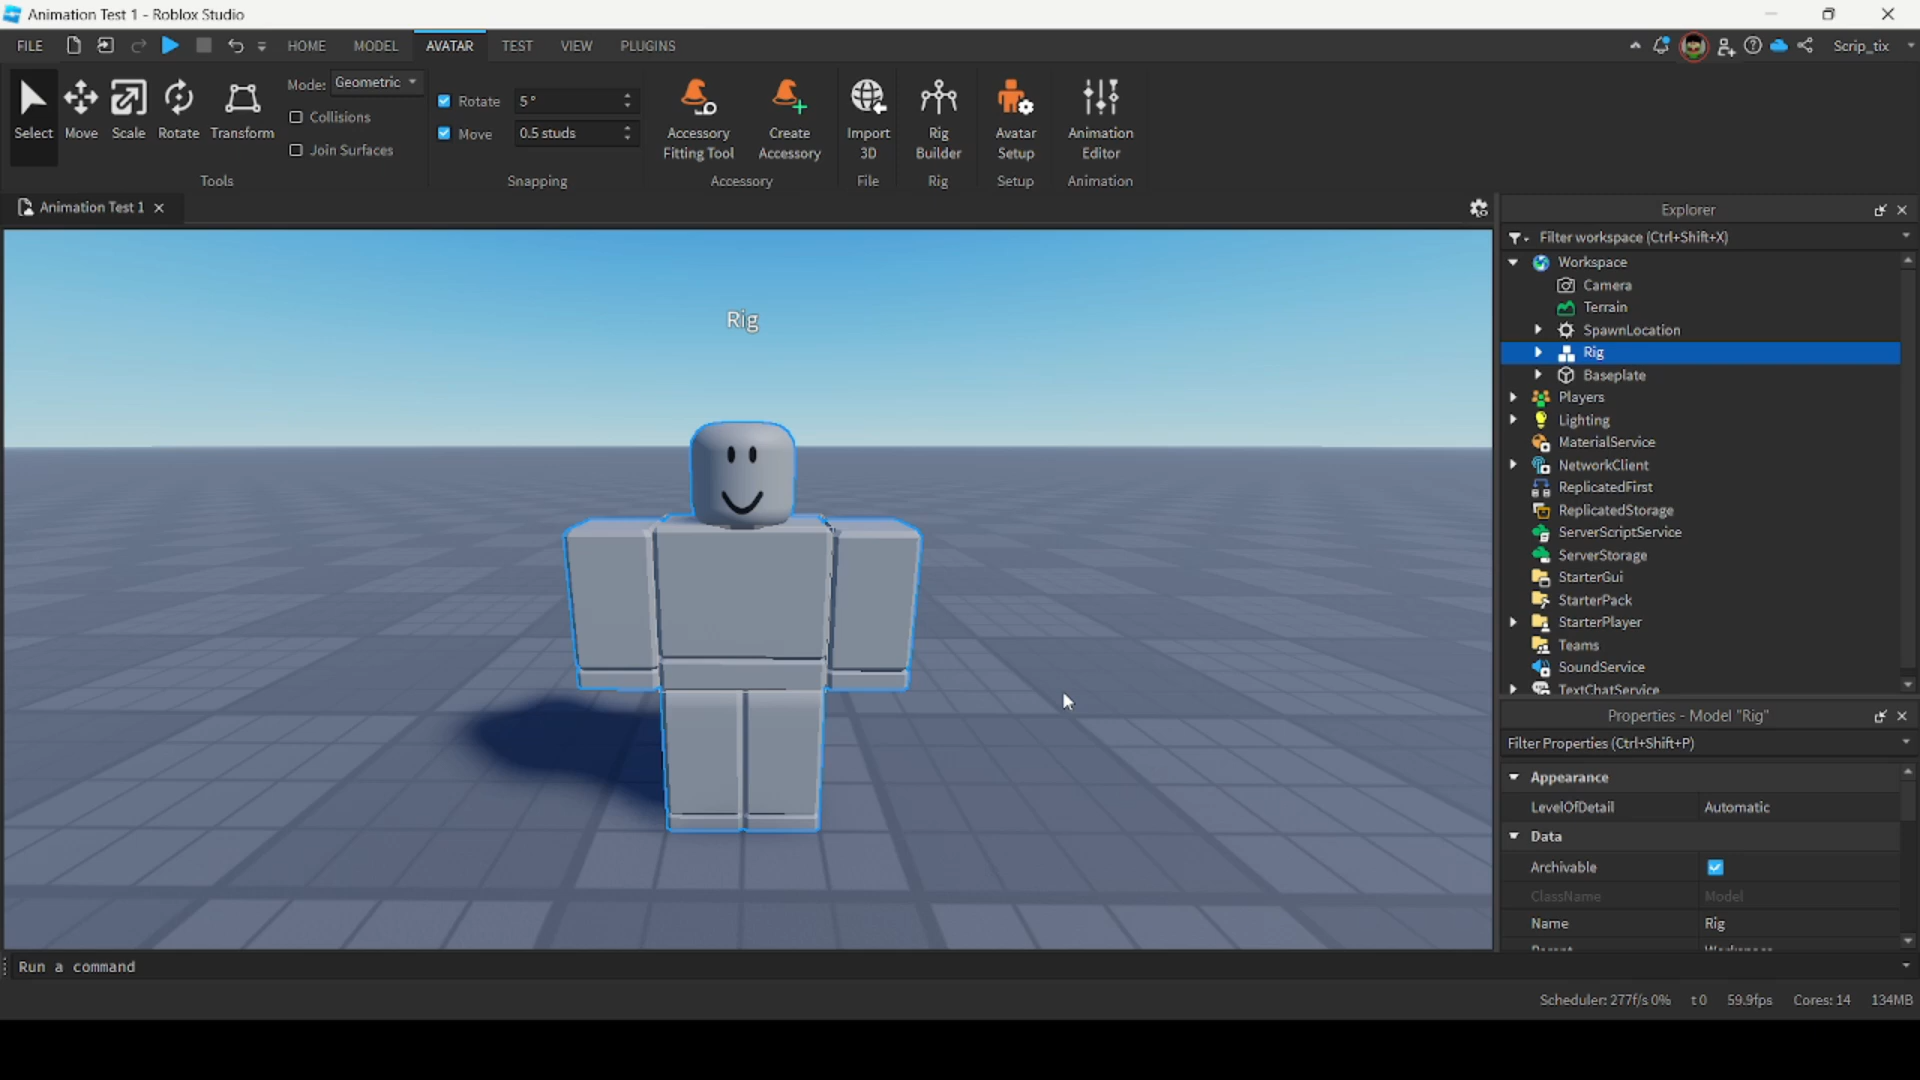 Animation Test 1 - Roblox Studio
FILE HOME MODEL AVATAR TEST VIEW PLUGINS Scrip_tix
Select Move Scale Rotate Transform
Mode: Geometric
Collisions
Join Surfaces
Tools
Rotate 5 °
Move 0.5 studs
Snapping
Accessory
Fitting Tool
Create
Accessory
Accessory
Import
3D
File
Rig
Builder
Rig
Avatar
Setup
Setup
Animation
Editor
Animation
Animation Test 1
Rig
Explorer
Filter workspace (Ctrl+Shift+X)
Workspace
Camera
Terrain
SpawnLocation
Rig
Baseplate
Players
Lighting
MaterialService
NetworkClient
ReplicatedFirst
ReplicatedStorage
ServerScriptService
ServerStorage
StarterGui
StarterPack
StarterPlayer
Teams
SoundService
TextChatService
Properties - Model "Rig"
Filter Properties (Ctrl+Shift+P)
Appearance
LevelOfDetail Automatic
Data
Archivable
ClassName Model
Name Rig
Parent Workspace
Run a command
Scheduler: 277f/s 0% t 0 59.9fps Cores: 14 134MB